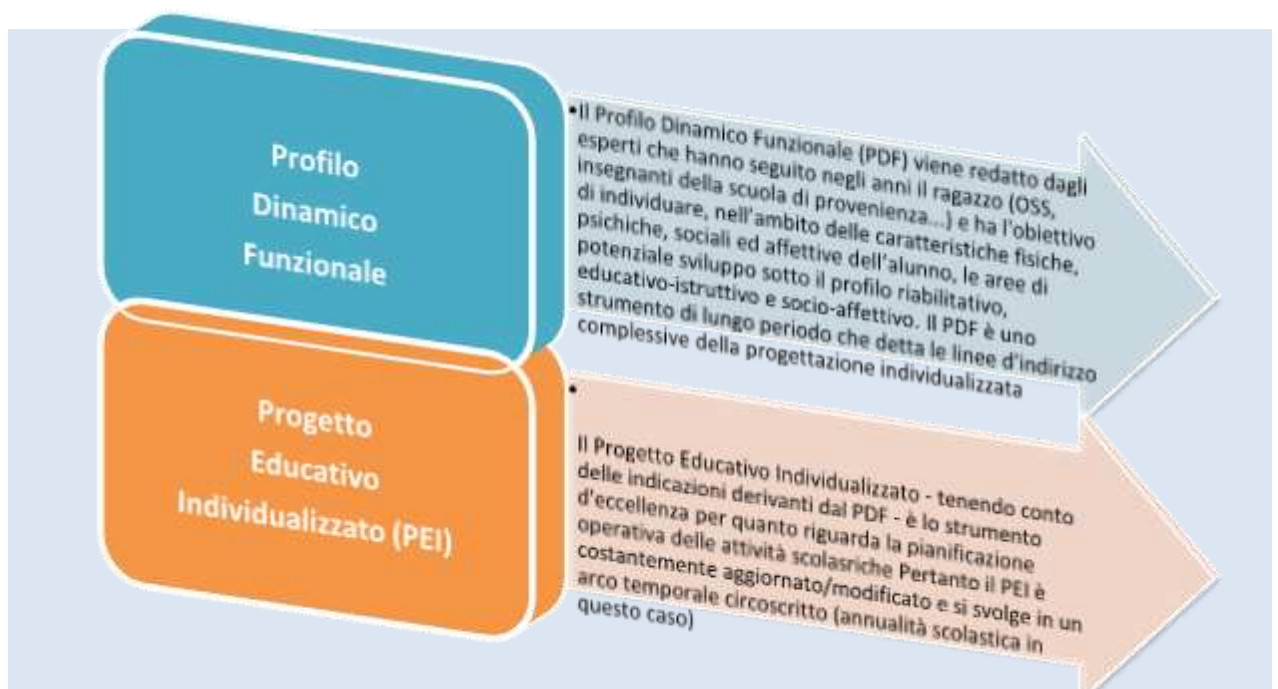 Profilo
Dinamico
Funzionale
•Il Profilo Dinamico Funzionale (PDF) viene redatto dagli
esperti che hanno seguito negli anni il ragazzo (OSS,
insegnanti della scuola di provenienza...) e ha l'obiettivo
di individuare, nell'ambito delle caratteristiche fisiche,
psichiche, sociali ed affettive dell'alunno, le aree di
potenziale sviluppo sotto il profilo riabilitativo,
educativo-istruttivo e socio-affettivo. Il PDF è uno
strumento di lungo periodo che detta le linee d'indirizzo
complessive della progettazione individualizzata
Progetto
Educativo
Individualizzato (PEI)
•
Il Progetto Educativo Individualizzato - tenendo conto
delle indicazioni derivanti dal PDF - è lo strumento
d'eccellenza per quanto riguarda la pianificazione
operativa delle attività scolasriche Pertanto il PEI è
costantemente aggiornato/modificato e si svolge in un
arco temporale circoscritto (annualità scolastica in
questo caso)